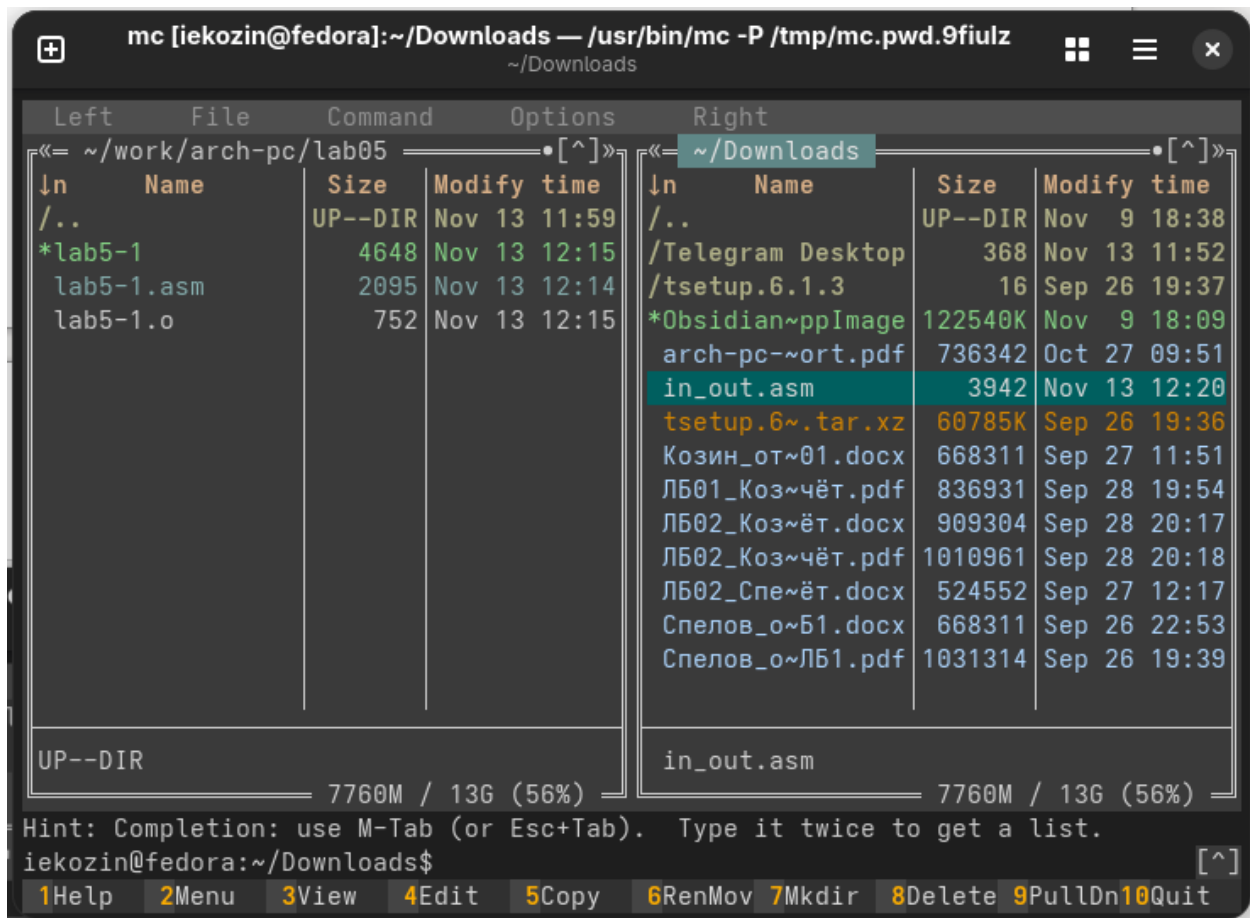 mc [iekozin@fedora]:~/Downloads — /usr/bin/mc -P /tmp/mc.pwd.9fiuIz
~/Downloads
Left File Command Options Right
«═ ~/work/arch-pc/lab05 ═•[^]» «═ ~/Downloads ═•[^]»
↓n Name Size Modify time ↓n Name Size Modify time
/.. UP--DIR Nov 13 11:59 /.. UP--DIR Nov 9 18:38
*lab5-1 4648 Nov 13 12:15 /Telegram Desktop 368 Nov 13 11:52
lab5-1.asm 2095 Nov 13 12:14 /tsetup.6.1.3 16 Sep 26 19:37
lab5-1.o 752 Nov 13 12:15 *Obsidian~ppImage 122540K Nov 9 18:09
arch-pc-~ort.pdf 736342 Oct 27 09:51
in_out.asm 3942 Nov 13 12:20
tsetup.6~.tar.xz 60785K Sep 26 19:36
Козин_от~01.docx 668311 Sep 27 11:51
ЛБ01_Коз~чёт.pdf 836931 Sep 28 19:54
ЛБ02_Коз~ёт.docx 909304 Sep 28 20:17
ЛБ02_Коз~чёт.pdf 1010961 Sep 28 20:18
ЛБ02_Спе~ёт.docx 524552 Sep 27 12:17
Спелов_о~Б1.docx 668311 Sep 26 22:53
Спелов_о~ЛБ1.pdf 1031314 Sep 26 19:39
UP--DIR in_out.asm
7760M / 13G (56%) 7760M / 13G (56%)
Hint: Completion: use M-Tab (or Esc+Tab). Type it twice to get a list.
iekozin@fedora:~/Downloads$ [^]
1Help 2Menu 3View 4Edit 5Copy 6RenMov 7Mkdir 8Delete 9PullDn 10Quit